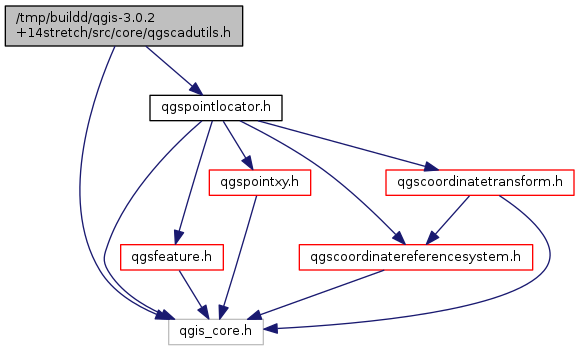 /tmp/buildd/qgis-3.0.2
+14stretch/src/core/qgscadutils.h
qgspointlocator.h
qgspointxy.h
qgscoordinatetransform.h
qgsfeature.h
qgscoordinatereferencesystem.h
qgis_core.h